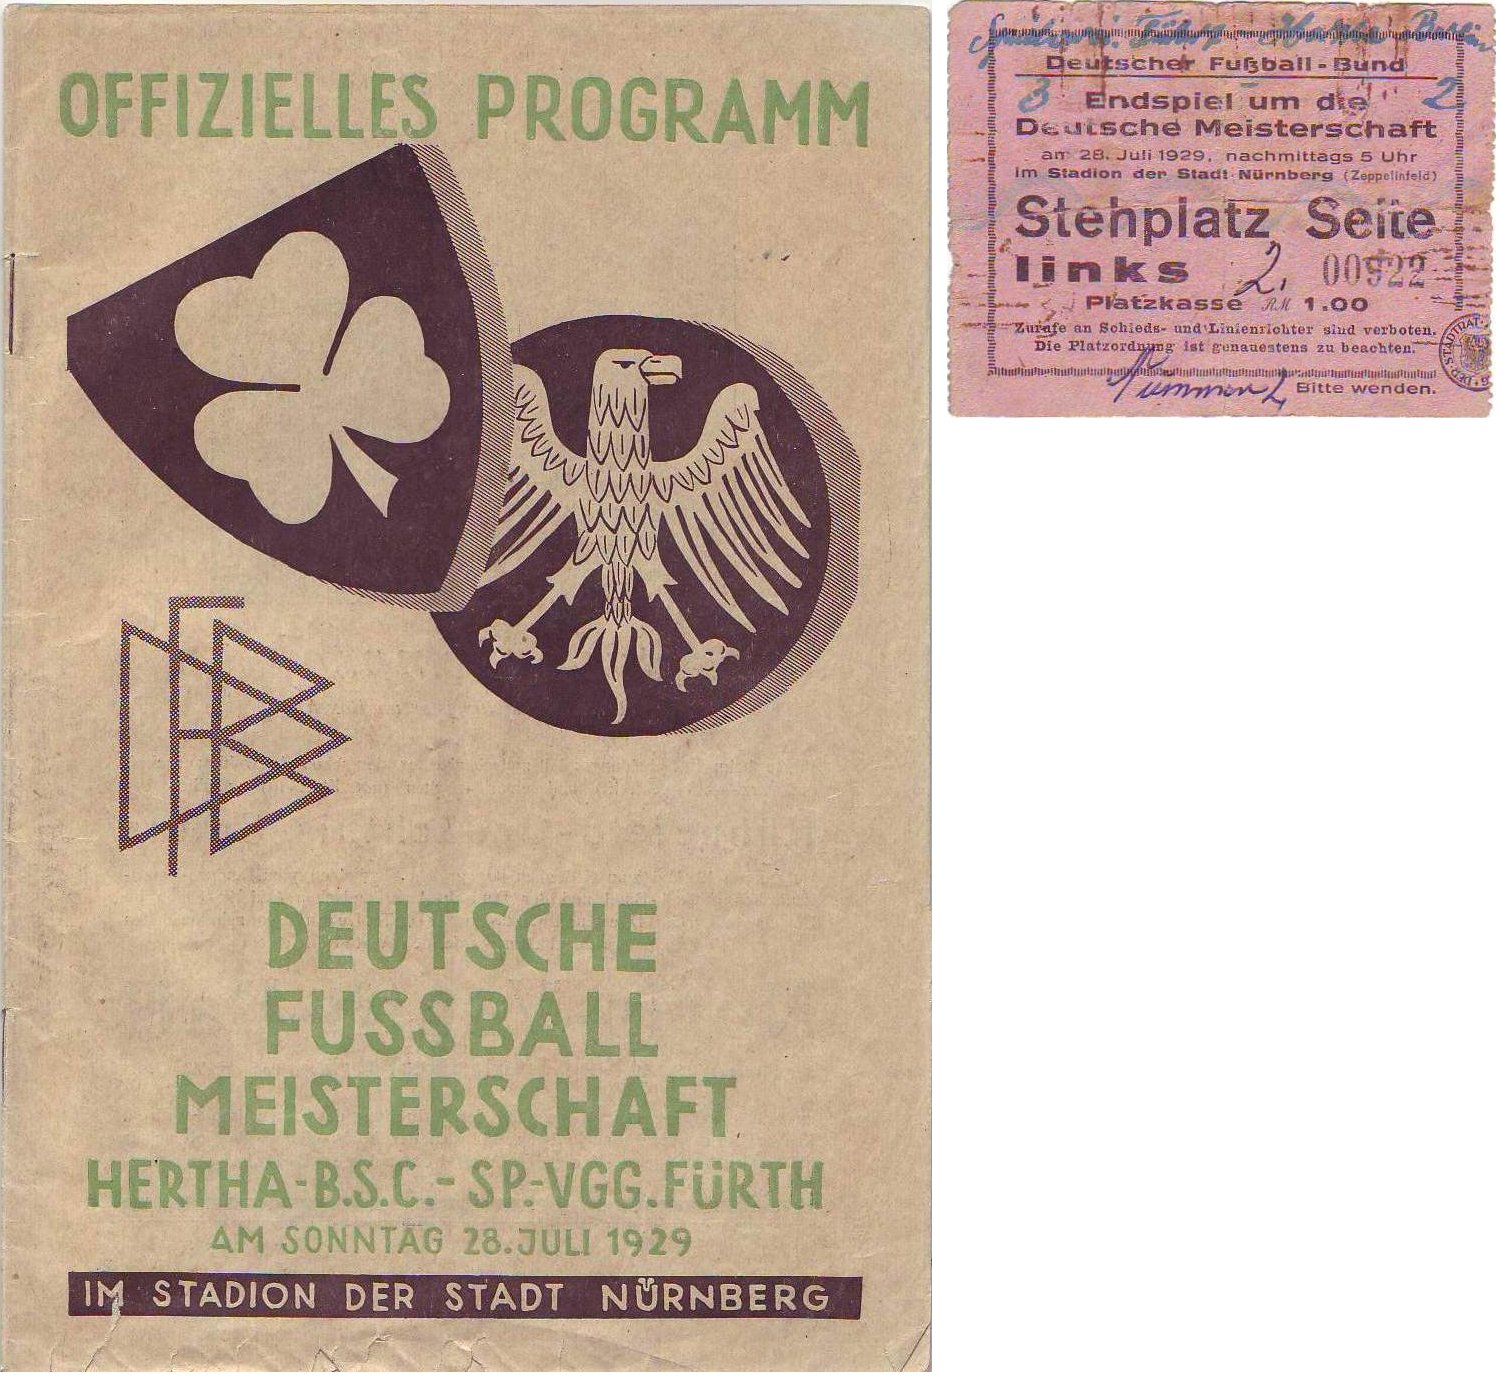 OFFIZIELLES PROGRAMM
DFB
DEUTSCHE
FUSSBALL
MEISTERSCHAFT
HERTHA-B.S.C.-SP.-VGG.FÜRTH
AM SONNTAG 28.JULI 1929
IM STADION DER STADT NÜRNBERG
Deutscher Fußball-Bund
3 Endspiel um die 2
Deutsche Meisterschaft
am 28. Juli 1929, nachmittags 5 Uhr
im Stadion der Stadt Nürnberg (Zeppelinfeld)
Stehplatz Seite
links 2. 00922
Platzkasse RM 1.00
Zurufe an Schieds- und Linienrichter sind verboten.
Die Platzordnung ist genauestens zu beachten.
Bitte wenden.